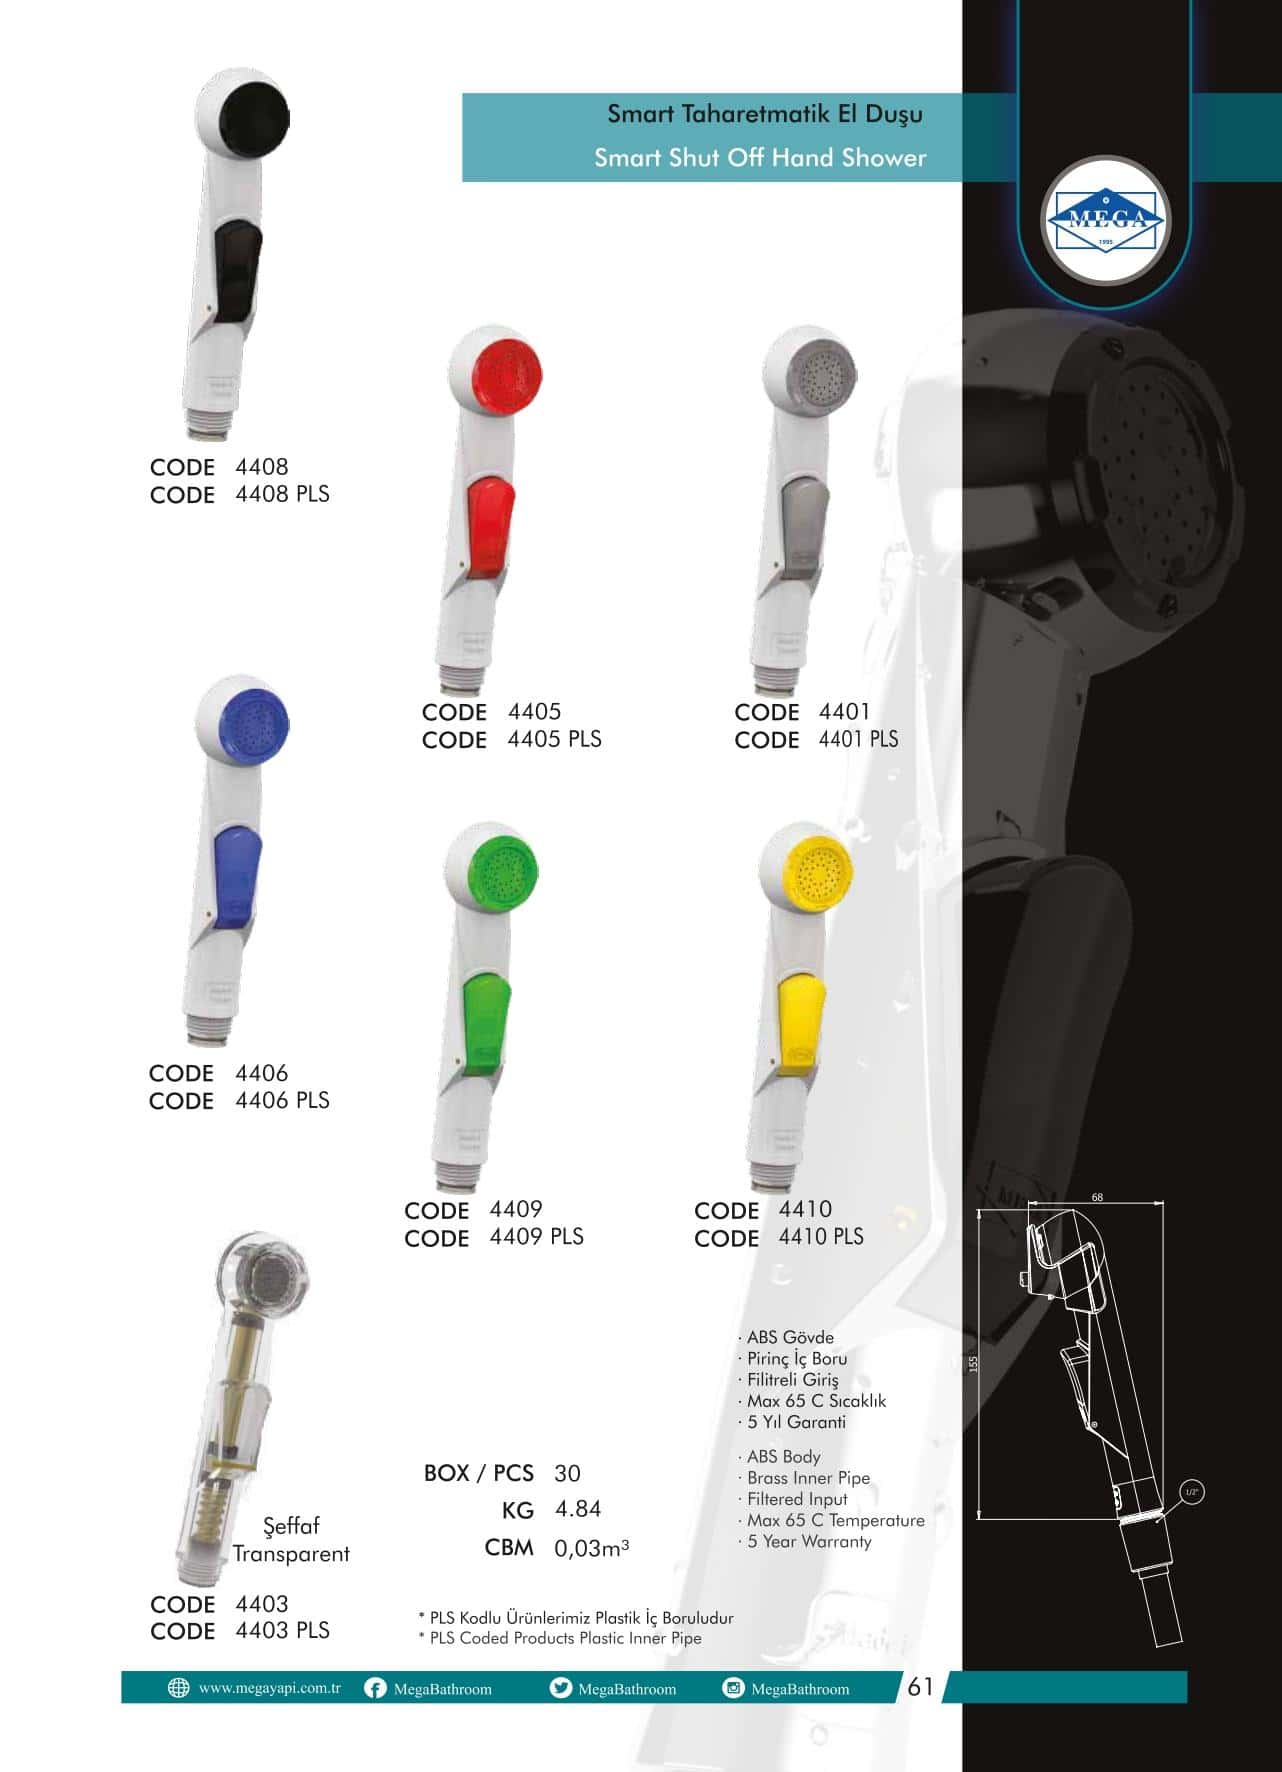 Smart Taharetmatik El Duşu
Smart Shut Off Hand Shower
MEGA
1995
CODE 4408
CODE 4408 PLS
CODE 4405
CODE 4405 PLS
CODE 4401
CODE 4401 PLS
CODE 4406
CODE 4406 PLS
CODE 4409
CODE 4409 PLS
CODE 4410
CODE 4410 PLS
68
155
1/2"
Şeffaf
Transparent
CODE 4403
CODE 4403 PLS
BOX / PCS 30
KG 4.84
CBM 0,03m³
· ABS Gövde
· Pirinç İç Boru
· Filitreli Giriş
· Max 65 C Sıcaklık
· 5 Yıl Garanti
· ABS Body
· Brass Inner Pipe
· Filtered Input
· Max 65 C Temperature
· 5 Year Warranty
* PLS Kodlu Ürünlerimiz Plastik İç Boruludur
* PLS Coded Products Plastic Inner Pipe
www.megayapi.com.tr MegaBathroom MegaBathroom MegaBathroom 61